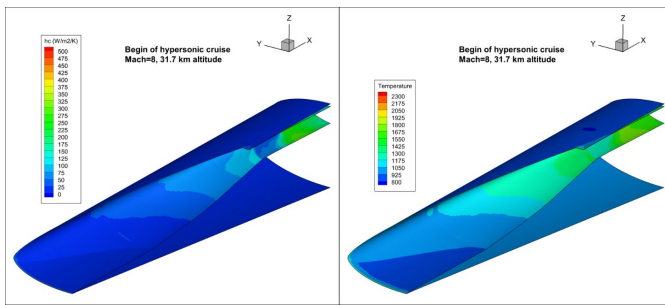 hc (W/m2/K)
500
475
450
425
400
375
350
325
300
275
250
225
200
175
150
125
100
75
50
25
0
Begin of hypersonic cruise
Mach=8, 31.7 km altitude
Z
Y
X
Temperature
2300
2175
2050
1925
1800
1675
1550
1425
1300
1175
1050
925
800
Begin of hypersonic cruise
Mach=8, 31.7 km altitude
Z
Y
X